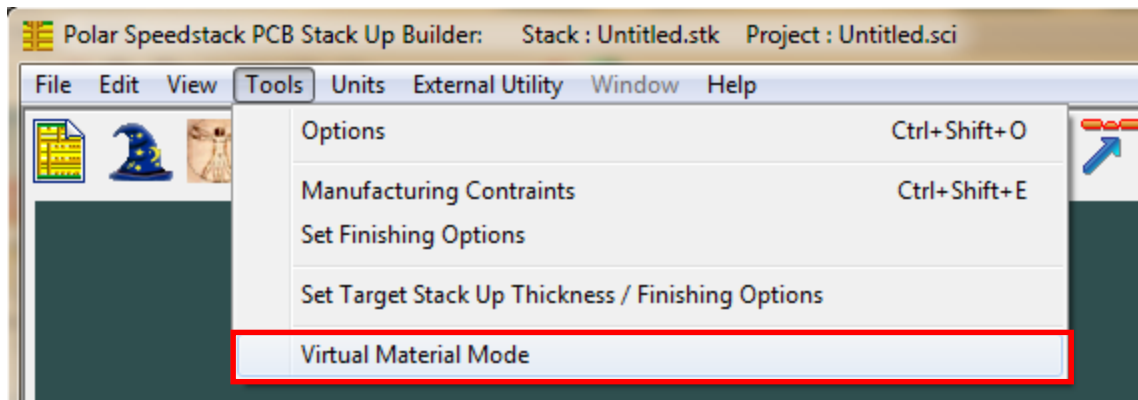 Polar Speedstack PCB Stack Up Builder: Stack : Untitled.stk Project : Untitled.sci
File Edit View Tools Units External Utility Window Help
Options Ctrl+Shift+O
Manufacturing Contraints Ctrl+Shift+E
Set Finishing Options
Set Target Stack Up Thickness / Finishing Options
Virtual Material Mode